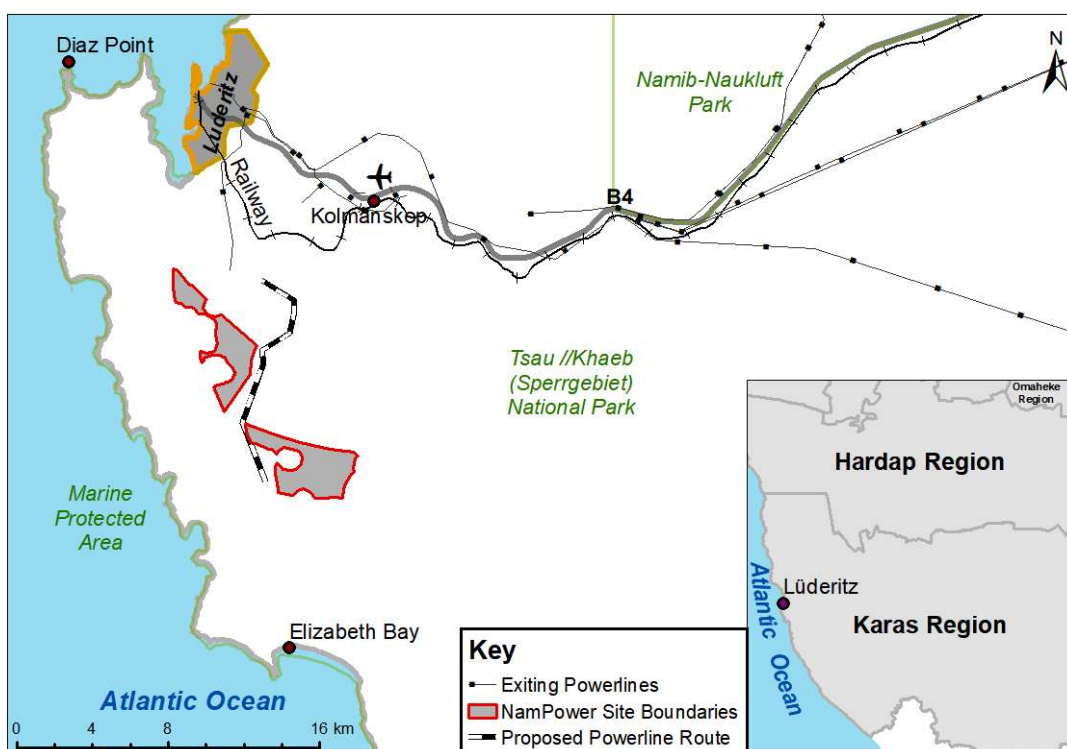 Diaz Point
Lüderitz
Namib-Naukluft
Park
N
Railway
Kolmanskop
B4
Tsau //Khaeb
(Sperrgebiet)
National Park
Marine
Protected
Area
Elizabeth Bay
Atlantic Ocean
0 4 8 16 km
Key
Exiting Powerlines
NamPower Site Boundaries
Proposed Powerline Route
Omaheke
Region
Hardap Region
Lüderitz
Karas Region
Atlantic Ocean